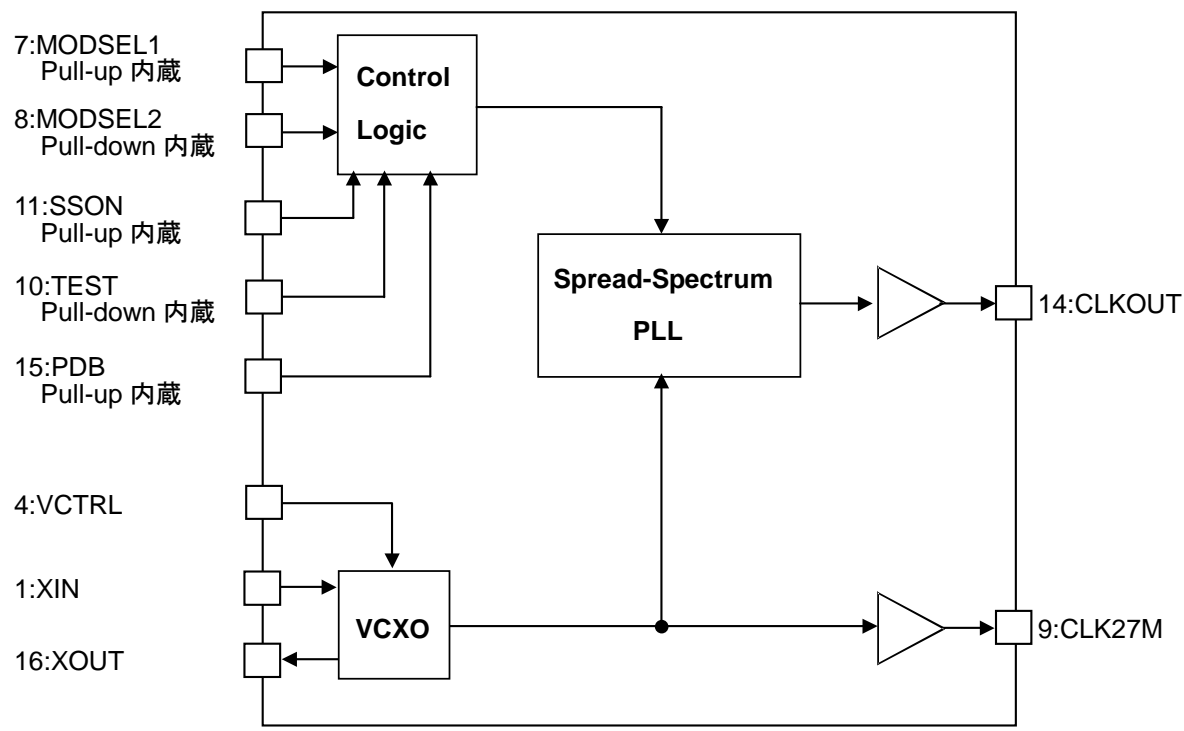 7:MODSEL1
Pull-up 内蔵
8:MODSEL2
Pull-down 内蔵
11:SSON
Pull-up 内蔵
10:TEST
Pull-down 内蔵
15:PDB
Pull-up 内蔵
4:VCTRL
1:XIN
16:XOUT
Control
Logic
Spread-Spectrum
PLL
VCXO
14:CLKOUT
9:CLK27M